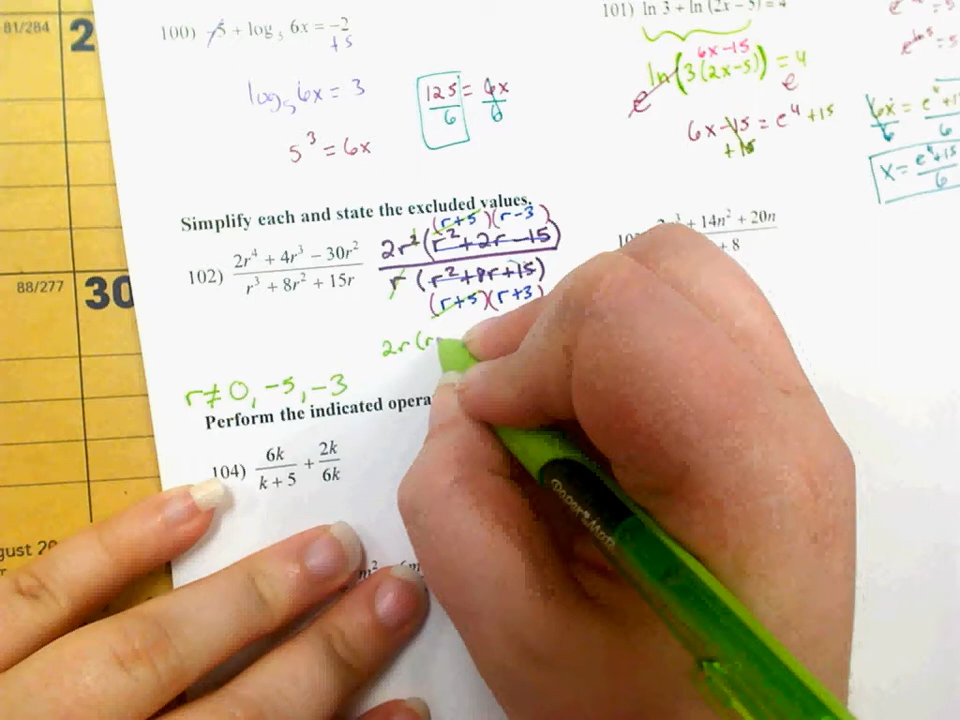 81/284 2
100) -5 + log₅ 6x = -2
+5
log₅ 6x = 3
5³ = 6x
125/6 = 6x/6
101) ln 3 + ln (2x − 5) = 4
6x-15
e ln(3(2x-5)) = 4 e
6x-15 = e⁴ +15
+15
6x/6 =
x = e⁴+15/6
Simplify each and state the excluded values.
102) 2r⁴ + 4r³ − 30r² / r³ + 8r² + 15r
(r+5)(r-3)
2r²(r²+2r-15)
r (r²+8r+15)
(r+5)(r+3)
2r(r
+ 14n² + 20n
+ 8
88/277 30
r≠0, -5, -3
Perform the indicated opera
104) 6k/k + 5 + 2k/6k
gust 20
PaperMate